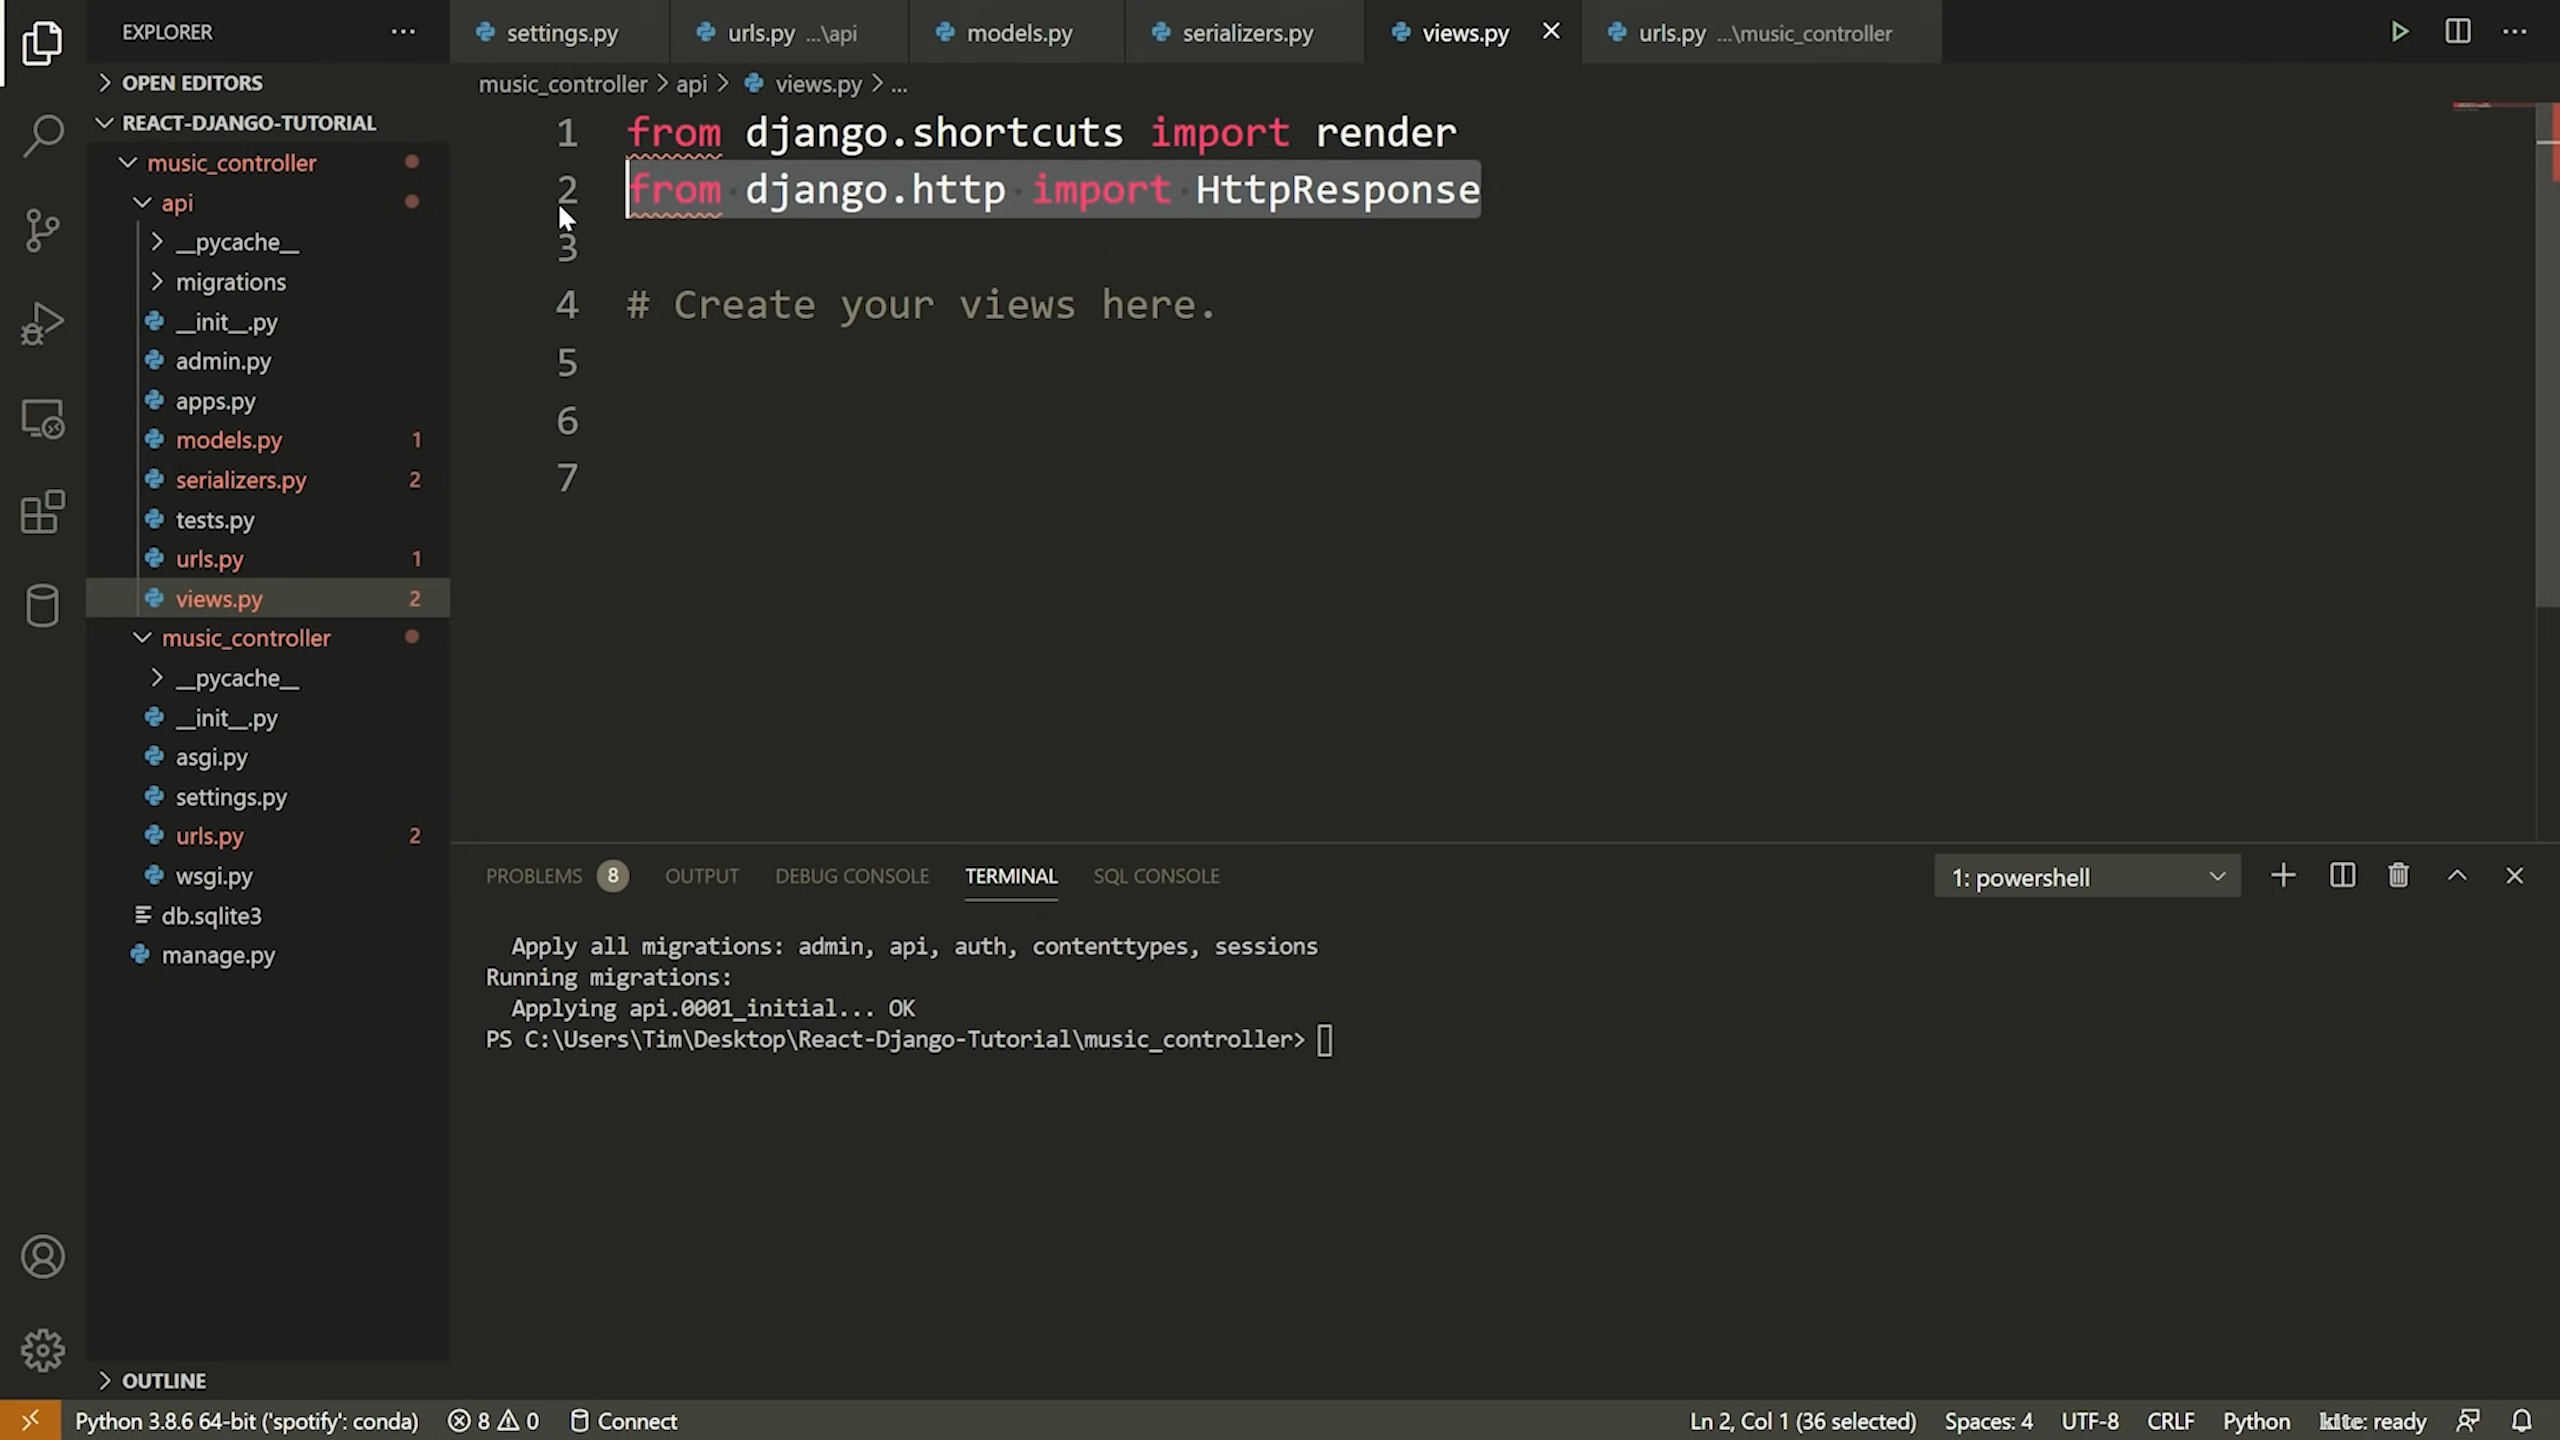 EXPLORER
OPEN EDITORS
REACT-DJANGO-TUTORIAL
music_controller
api
__pycache__
migrations
__init__.py
admin.py
apps.py
models.py 1
serializers.py 2
tests.py
urls.py 1
views.py 2
music_controller
__pycache__
__init__.py
asgi.py
settings.py
urls.py 2
wsgi.py
db.sqlite3
manage.py
OUTLINE
settings.py urls.py ...\api models.py serializers.py views.py urls.py ...\music_controller
music_controller > api > views.py > ...
1 from django.shortcuts import render
2 from django.http import HttpResponse
3
4 # Create your views here.
5
6
7
PROBLEMS 8 OUTPUT DEBUG CONSOLE TERMINAL SQL CONSOLE 1: powershell
Apply all migrations: admin, api, auth, contenttypes, sessions
Running migrations:
Applying api.0001_initial... OK
PS C:\Users\Tim\Desktop\React-Django-Tutorial\music_controller>
Python 3.8.6 64-bit ('spotify': conda) 8 0 Connect Ln 2, Col 1 (36 selected) Spaces: 4 UTF-8 CRLF Python kite: ready